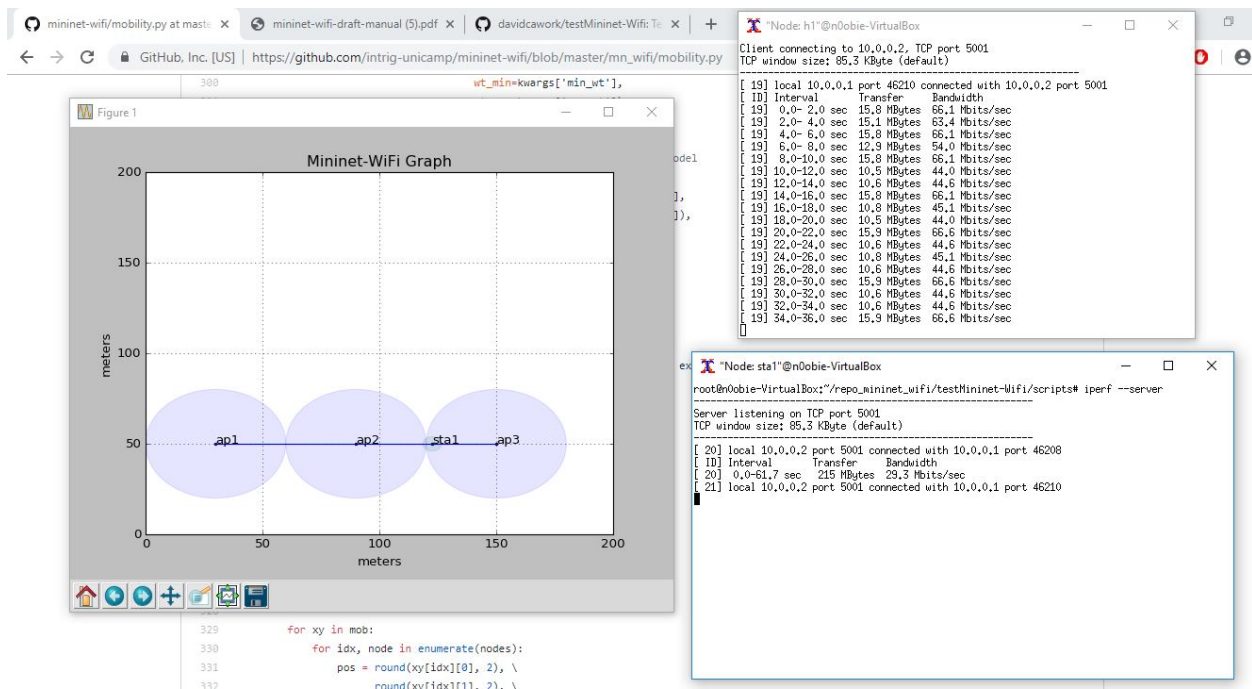 mininet-wifi/mobility.py at maste
mininet-wifi-draft-manual (5).pdf
davidcawork/testMininet-Wifi: Te
GitHub, Inc. [US] | https://github.com/intrig-unicamp/mininet-wifi/blob/master/mn_wifi/mobility.py
300 wt_min=kwargs['min_wt'],
odel
],
]),
ex
Figure 1
Mininet-WiFi Graph
200
150
100
50
0
meters
ap1
ap2
sta1
ap3
0 50 100 150 200
meters
329 for xy in mob:
330 for idx, node in enumerate(nodes):
331 pos = round(xy[idx][0], 2), \
332 round(xy[idx][1], 2), \
"Node: h1"@n0obie-VirtualBox
Client connecting to 10.0.0.2, TCP port 5001
TCP window size: 85.3 KByte (default)
------------------------------------------------------------
[ 19] local 10.0.0.1 port 46210 connected with 10.0.0.2 port 5001
[ ID] Interval Transfer Bandwidth
[ 19] 0.0- 2.0 sec 15.8 MBytes 66.1 Mbits/sec
[ 19] 2.0- 4.0 sec 15.1 MBytes 63.4 Mbits/sec
[ 19] 4.0- 6.0 sec 15.8 MBytes 66.1 Mbits/sec
[ 19] 6.0- 8.0 sec 12.9 MBytes 54.0 Mbits/sec
[ 19] 8.0-10.0 sec 15.8 MBytes 66.1 Mbits/sec
[ 19] 10.0-12.0 sec 10.5 MBytes 44.0 Mbits/sec
[ 19] 12.0-14.0 sec 10.6 MBytes 44.6 Mbits/sec
[ 19] 14.0-16.0 sec 15.8 MBytes 66.1 Mbits/sec
[ 19] 16.0-18.0 sec 10.8 MBytes 45.1 Mbits/sec
[ 19] 18.0-20.0 sec 10.5 MBytes 44.0 Mbits/sec
[ 19] 20.0-22.0 sec 15.9 MBytes 66.6 Mbits/sec
[ 19] 22.0-24.0 sec 10.6 MBytes 44.6 Mbits/sec
[ 19] 24.0-26.0 sec 10.8 MBytes 45.1 Mbits/sec
[ 19] 26.0-28.0 sec 10.6 MBytes 44.6 Mbits/sec
[ 19] 28.0-30.0 sec 15.9 MBytes 66.6 Mbits/sec
[ 19] 30.0-32.0 sec 10.6 MBytes 44.6 Mbits/sec
[ 19] 32.0-34.0 sec 10.6 MBytes 44.6 Mbits/sec
[ 19] 34.0-36.0 sec 15.9 MBytes 66.6 Mbits/sec
"Node: sta1"@n0obie-VirtualBox
root@n0obie-VirtualBox:~/repo_mininet_wifi/testMininet-Wifi/scripts# iperf --server
------------------------------------------------------------
Server listening on TCP port 5001
TCP window size: 85.3 KByte (default)
------------------------------------------------------------
[ 20] local 10.0.0.2 port 5001 connected with 10.0.0.1 port 46208
[ ID] Interval Transfer Bandwidth
[ 20] 0.0-61.7 sec 215 MBytes 29.3 Mbits/sec
[ 21] local 10.0.0.2 port 5001 connected with 10.0.0.1 port 46210